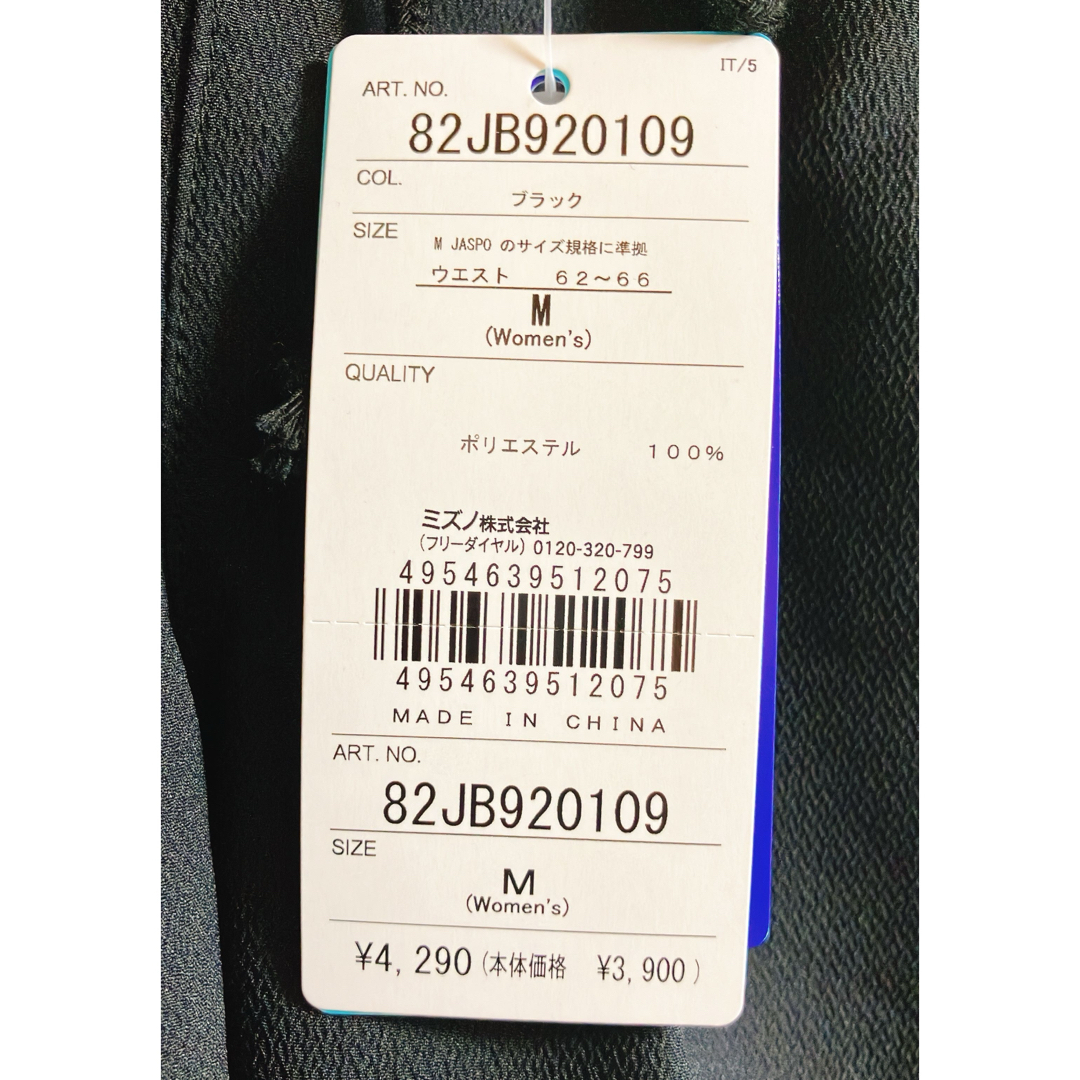 IT/5
ART. NO.
82JB920109
COL.
ブラック
SIZE
M JASPO のサイズ規格に準拠
ウエスト ６２～６６
M
(Women's)
QUALITY
ポリエステル １００％
ミズノ株式会社
(フリーダイヤル) 0120-320-799
4954639512075
4954639512075
MADE IN CHINA
ART. NO.
82JB920109
SIZE
M
(Women's)
¥4,290 (本体価格 ¥3,900)